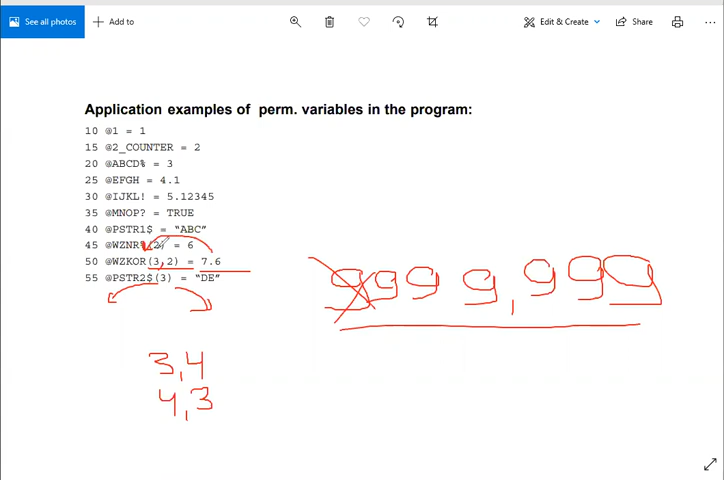 See all photos
Add to
Edit & Create
Share
Application examples of perm. variables in the program:
10 @1 = 1
15 @2_COUNTER = 2
20 @ABCD% = 3
25 @EFGH = 4.1
30 @IJKL! = 5.12345
35 @MNOP? = TRUE
40 @PSTR1$ = “ABC”
45 @WZNR%(2) = 6
50 @WZKOR(3,2) = 7.6
55 @PSTR2$(3) = “DE”
9999,999
3,4
4,3